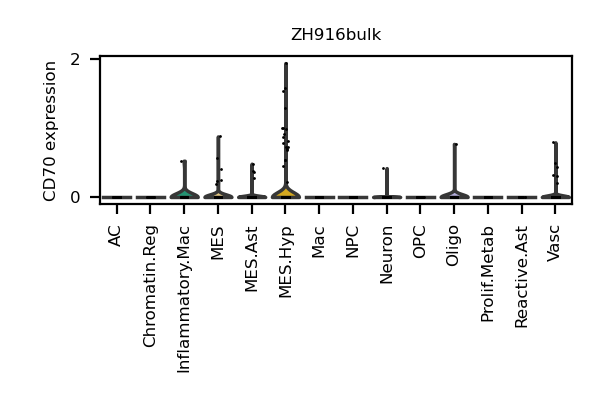 ZH916bulk
CD70 expression
2
0
AC
Chromatin.Reg
Inflammatory.Mac
MES
MES.Ast
MES.Hyp
Mac
NPC
Neuron
OPC
Oligo
Prolif.Metab
Reactive.Ast
Vasc